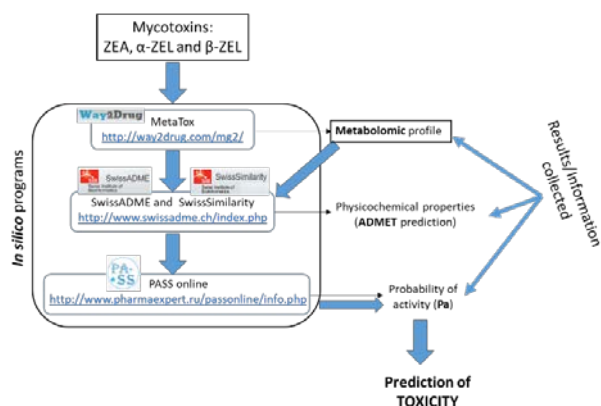 Mycotoxins:
ZEA, α-ZEL and β-ZEL
In silico programs
Way2Drug
MetaTox
http://way2drug.com/mg2/
Metabolomic profile
SwissADME
SwissSimilarity
SwissADME and SwissSimilarity
http://www.swissadme.ch/index.php
Physicochemical properties
(ADMET prediction)
PA
SS
PASS online
http://www.pharmaexpert.ru/passonline/info.php
Probability of
activity (Pa)
Results/Information
collected
Prediction of
TOXICITY